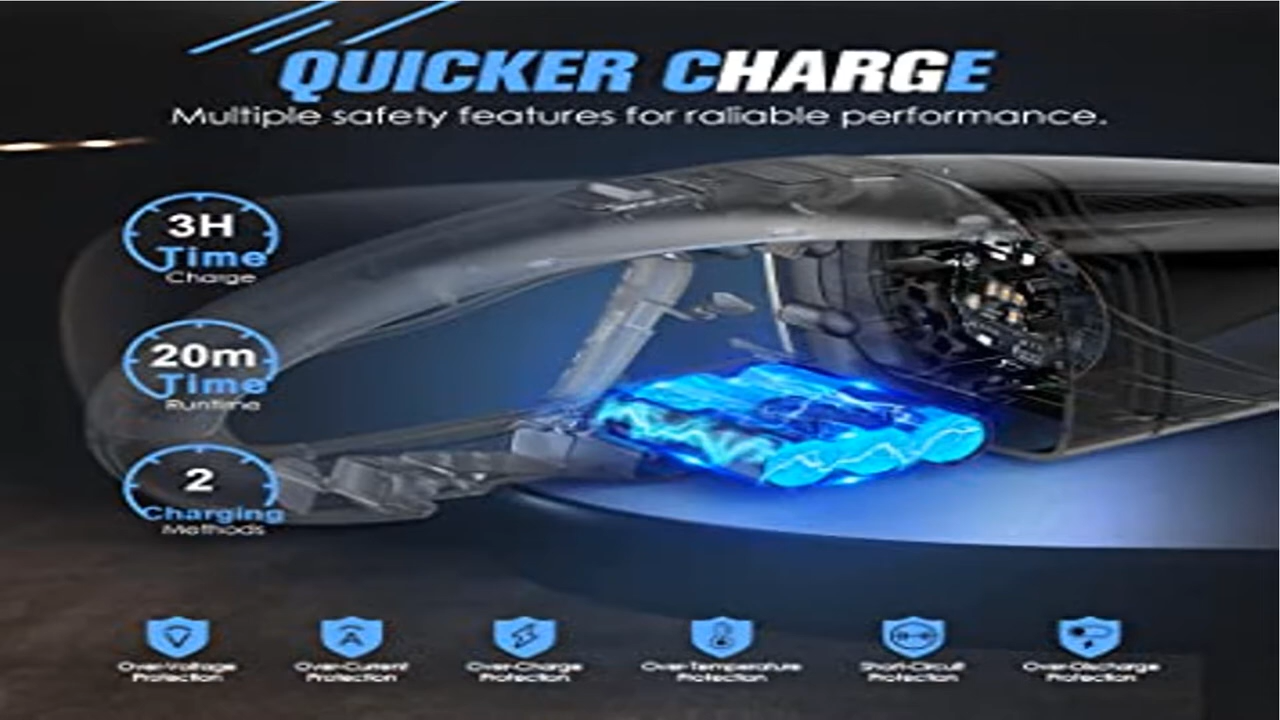 QUICKER CHARGE
Multiple safety features for raliable performance.
3H
Time
Charge
20m
Time
Runtime
2
Charging
Methods
Over-Voltage
Protection
Over-Current
Protection
Over-Charge
Protection
Over-Temperature
Protection
Short-Circuit
Protection
Over-Discharge
Protection